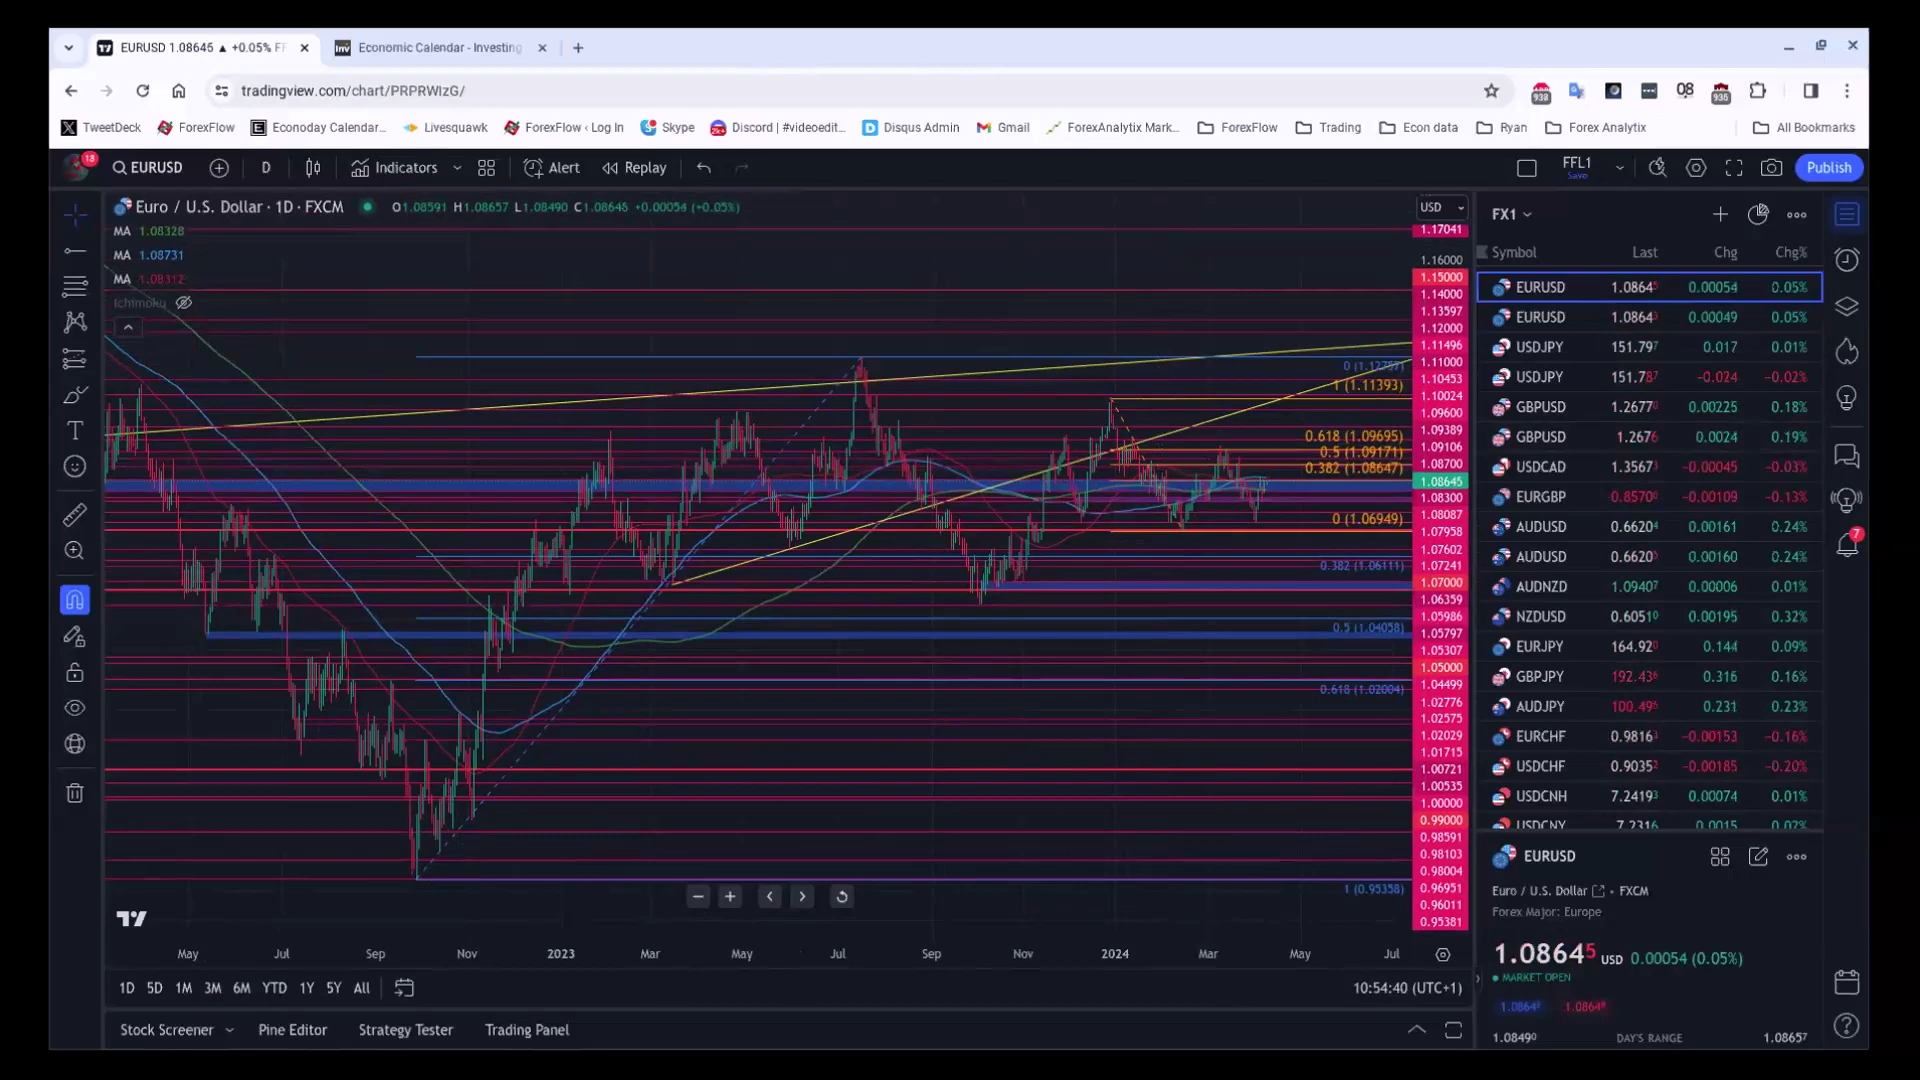 EURUSD 1.08645 ▲ +0.05% FF
Economic Calendar - Investing
tradingview.com/chart/PRPRWIzG/
938
08
935
TweetDeck
ForexFlow
Econoday Calendar...
Livesquawk
ForexFlow ‹ Log In
Skype
Discord | #videoedit...
Disqus Admin
Gmail
ForexAnalytix Mark...
ForexFlow
Trading
Econ data
Ryan
Forex Analytix
All Bookmarks
18
EURUSD
D
Indicators
Alert
Replay
FFL1
Save
Publish
Euro / U.S. Dollar · 1D · FXCM
O1.08591 H1.08657 L1.08490 C1.08645 +0.00054 (+0.05%)
MA 1.08328
MA 1.08731
MA 1.08312
Ichimoku
USD
1.17041
1.16000
1.15000
1.14000
1.13597
1.12000
1.11496
1.11000
1.10453
1.10024
1.09600
1.09389
1.09106
1.08700
1.08645
1.08300
1.08087
1.07958
1.07602
1.07241
1.07000
1.06359
1.05986
1.05797
1.05307
1.05000
1.04499
1.02776
1.02575
1.02029
1.01715
1.00721
1.00535
1.00000
0.99000
0.98591
0.98103
0.98004
0.96951
0.96011
0.95381
0 (1.12757)
1 (1.11393)
0.618 (1.09695)
0.5 (1.09171)
0.382 (1.08647)
0 (1.06949)
0.382 (1.06111)
0.5 (1.04058)
0.618 (1.02004)
1 (0.95358)
May Jul Sep Nov 2023 Mar May Jul Sep Nov 2024 Mar May Jul
1D 5D 1M 3M 6M YTD 1Y 5Y All
10:54:40 (UTC+1)
Stock Screener
Pine Editor
Strategy Tester
Trading Panel
FX1
Symbol Last Chg Chg%
EURUSD 1.08645 0.00054 0.05%
EURUSD 1.0864 0.00049 0.05%
USDJPY 151.797 0.017 0.01%
USDJPY 151.787 -0.024 -0.02%
GBPUSD 1.26770 0.00225 0.18%
GBPUSD 1.2676 0.0024 0.19%
USDCAD 1.35673 -0.00045 -0.03%
EURGBP 0.8570 -0.00109 -0.13%
AUDUSD 0.66204 0.00161 0.24%
AUDUSD 0.6620 0.00160 0.24%
AUDNZD 1.09407 0.00006 0.01%
NZDUSD 0.60510 0.00195 0.32%
EURJPY 164.920 0.144 0.09%
GBPJPY 192.436 0.316 0.16%
AUDJPY 100.496 0.231 0.23%
EURCHF 0.9816 -0.00153 -0.16%
USDCHF 0.90352 -0.00185 -0.20%
USDCNH 7.24193 0.00074 0.01%
USDCNY 7.2316 0.0015 0.02%
7
EURUSD
Euro / U.S. Dollar • FXCM
Forex Major: Europe
1.08645 USD 0.00054 (0.05%)
MARKET OPEN
1.08490 DAY'S RANGE 1.08657